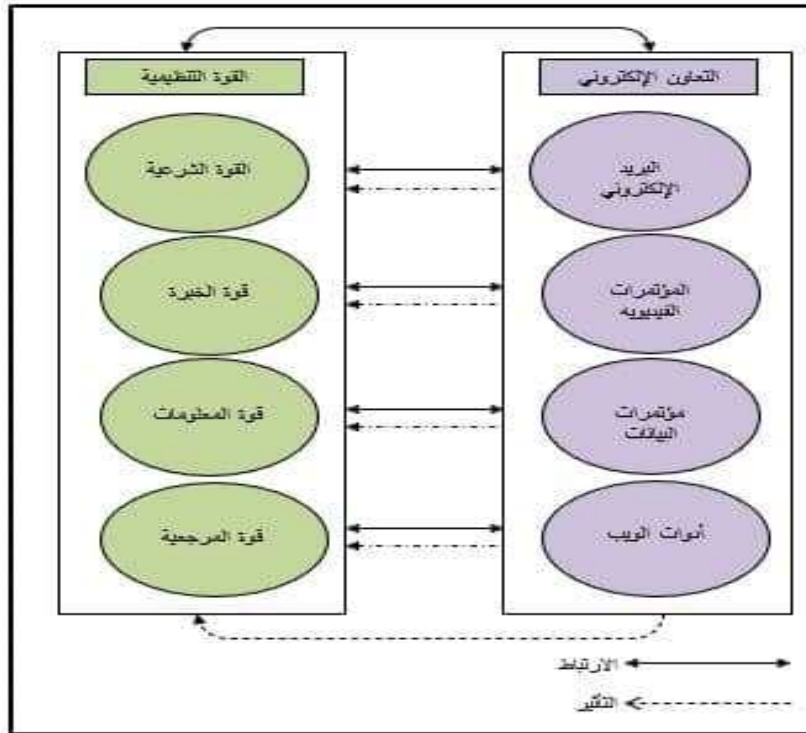 التعاون الإلكتروني
البريد
الإلكتروني
المؤتمرات
الفيديويه
مؤتمرات
البيانات
أدوات الويب
القوة التنظيمية
القوة الشرعية
قوة الخبرة
قوة المعلومات
قوة المرجعية
الارتباط
التأثير